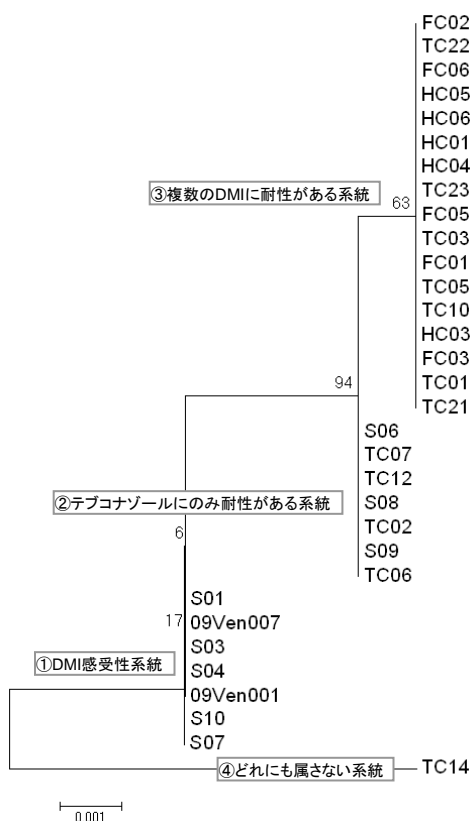 FC02
TC22
FC06
HC05
HC06
HC01
HC04
③複数のDMIに耐性がある系統
TC23
63
FC05
TC03
FC01
TC05
TC10
HC03
FC03
TC01
94
TC21
S06
TC07
TC12
②テブコナゾールにのみ耐性がある系統
S08
TC02
6
S09
TC06
S01
17
09Ven007
S03
①DMI感受性系統
S04
09Ven001
S10
S07
④どれにも属さない系統
TC14
0.001